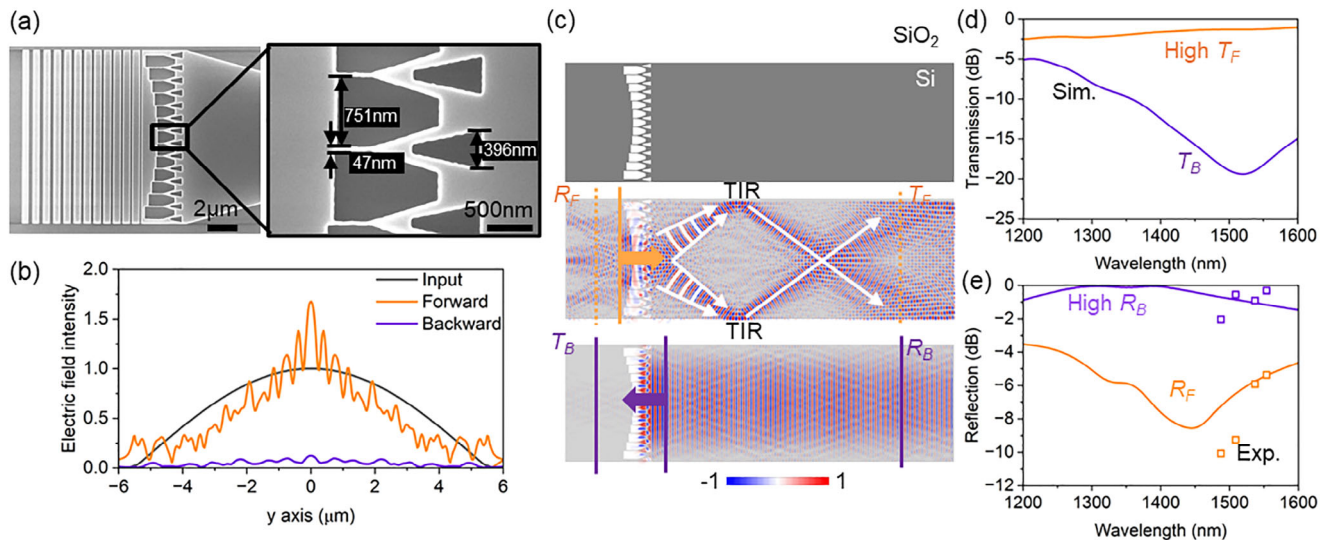 (a)
2μm
751nm
47nm
396nm
500nm
(b)
Electric field intensity
2.0
1.5
1.0
0.5
0.0
Input
Forward
Backward
−6 −4 −2 0 2 4 6
y axis (μm)
(c)
SiO2
Si
RF
TIR
TF
TIR
TB
RB
-1 1
(d)
Transmission (dB)
0
−5
−10
−15
−20
−25
High TF
Sim.
TB
1200 1300 1400 1500 1600
Wavelength (nm)
(e)
Reflection (dB)
0
−2
−4
−6
−8
−10
−12
High RB
RF
Exp.
1200 1300 1400 1500 1600
Wavelength (nm)